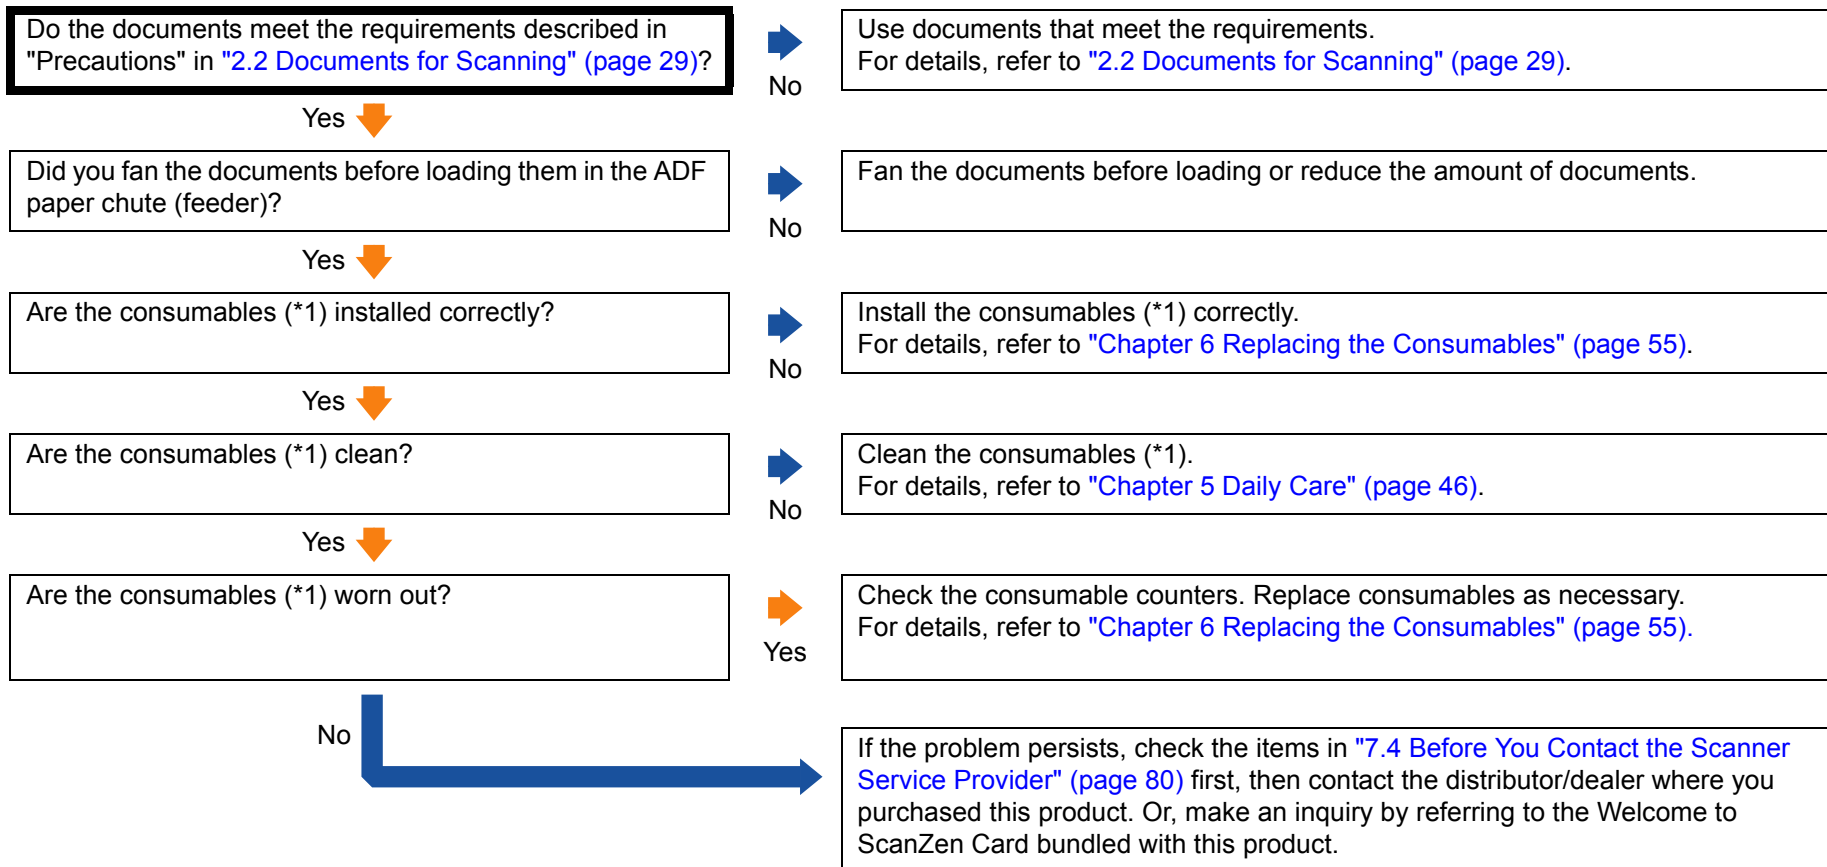 Do the documents meet the requirements described in
"Precautions" in "2.2 Documents for Scanning" (page 29)?
No
Use documents that meet the requirements.
For details, refer to "2.2 Documents for Scanning" (page 29).
Yes
Did you fan the documents before loading them in the ADF
paper chute (feeder)?
No
Fan the documents before loading or reduce the amount of documents.
Yes
Are the consumables (*1) installed correctly?
No
Install the consumables (*1) correctly.
For details, refer to "Chapter 6 Replacing the Consumables" (page 55).
Yes
Are the consumables (*1) clean?
No
Clean the consumables (*1).
For details, refer to "Chapter 5 Daily Care" (page 46).
Yes
Are the consumables (*1) worn out?
Yes
Check the consumable counters. Replace consumables as necessary.
For details, refer to "Chapter 6 Replacing the Consumables" (page 55).
No
If the problem persists, check the items in "7.4 Before You Contact the Scanner
Service Provider" (page 80) first, then contact the distributor/dealer where you
purchased this product. Or, make an inquiry by referring to the Welcome to
ScanZen Card bundled with this product.